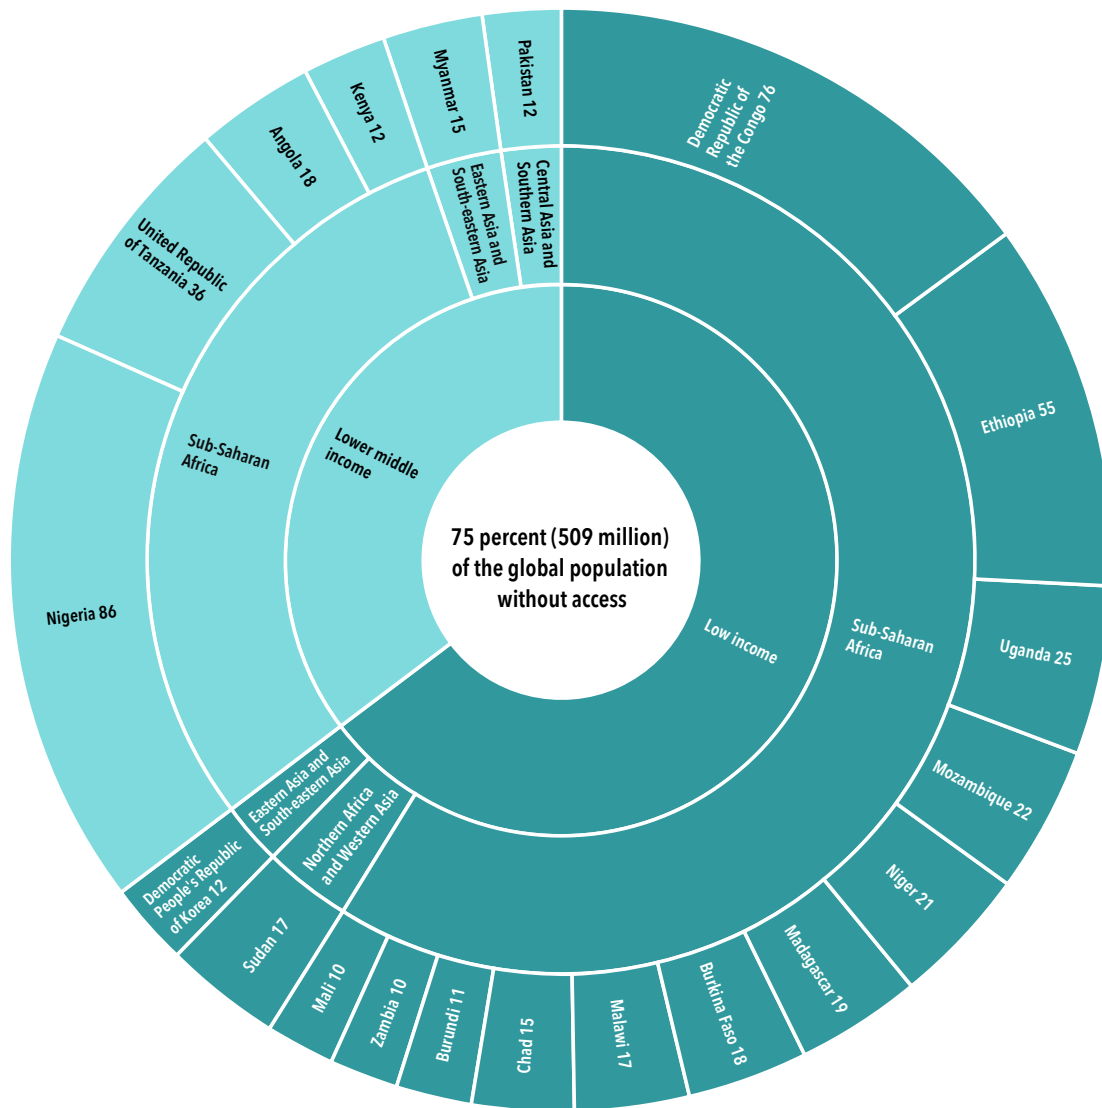 75 percent (509 million)
of the global population
without access
Low income
Sub-Saharan
Africa
Democratic
Republic of
the Congo 76
Ethiopia 55
Uganda 25
Mozambique 22
Niger 21
Madagascar 19
Burkina Faso 18
Malawi 17
Chad 15
Burundi 11
Zambia 10
Mali 10
Northern Africa
and Western Asia
Sudan 17
Eastern Asia and
South-eastern Asia
Democratic
People's Republic
of Korea 12
Lower middle
income
Sub-Saharan
Africa
Nigeria 86
United Republic
of Tanzania 36
Angola 18
Kenya 12
Eastern Asia and
South-eastern Asia
Myanmar 15
Central Asia and
Southern Asia
Pakistan 12